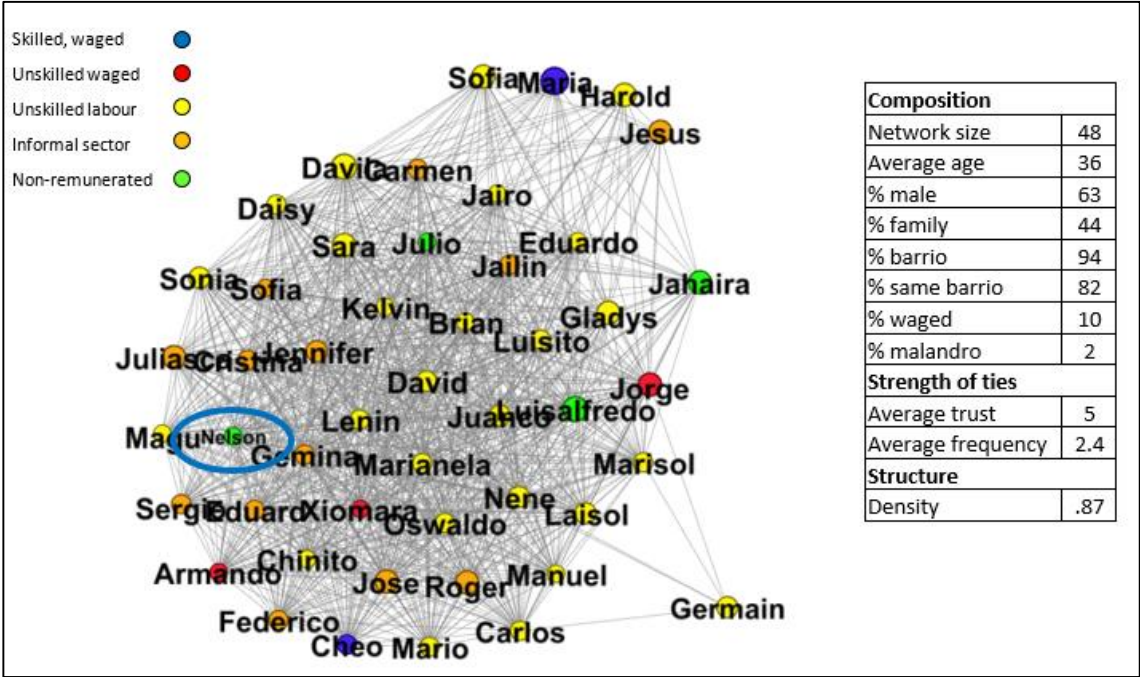 Skilled, waged
Unskilled waged
Unskilled labour
Informal sector
Non-remunerated
Sofia
Maria
Harold
Jesus
Davila
Carmen
Jairo
Daisy
Sara
Julio
Eduardo
Jailin
Sonia
Sofia
Jahaira
Kelvin
Brian
Gladys
Luisito
Cristina
Jennifer
David
Jorge
Lenin
Juanco
Luisalfredo
Magu
Nelson
Gemina
Marianela
Marisol
Sergio
Eduard
Xiomara
Nene
Oswaldo
Laisol
Chinito
Armando
Jose
Roger
Manuel
Federico
Germain
Cheo
Mario
Carlos
Composition
Network size 48
Average age 36
% male 63
% family 44
% barrio 94
% same barrio 82
% waged 10
% malandro 2
Strength of ties
Average trust 5
Average frequency 2.4
Structure
Density .87